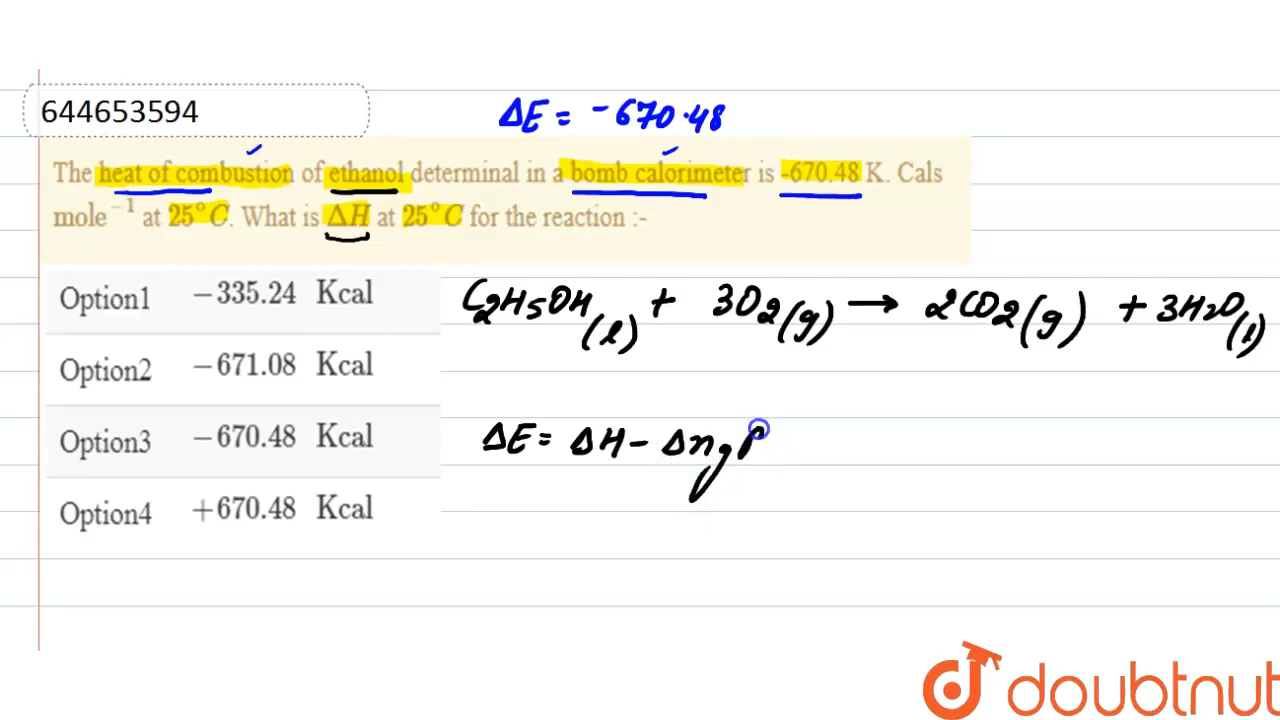 644653594
ΔE = -670.48
The heat of combustion of ethanol determinal in a bomb calorimeter is -670.48 K. Cals
mole⁻¹ at 25°C. What is ΔH at 25°C for the reaction :-
Option1 −335.24 Kcal
C₂H₅OH(l) + 3O₂(g) → 2CO₂(g) + 3H₂O(l)
Option2 −671.08 Kcal
Option3 −670.48 Kcal
ΔE = ΔH - Δng
Option4 +670.48 Kcal
doubtnut